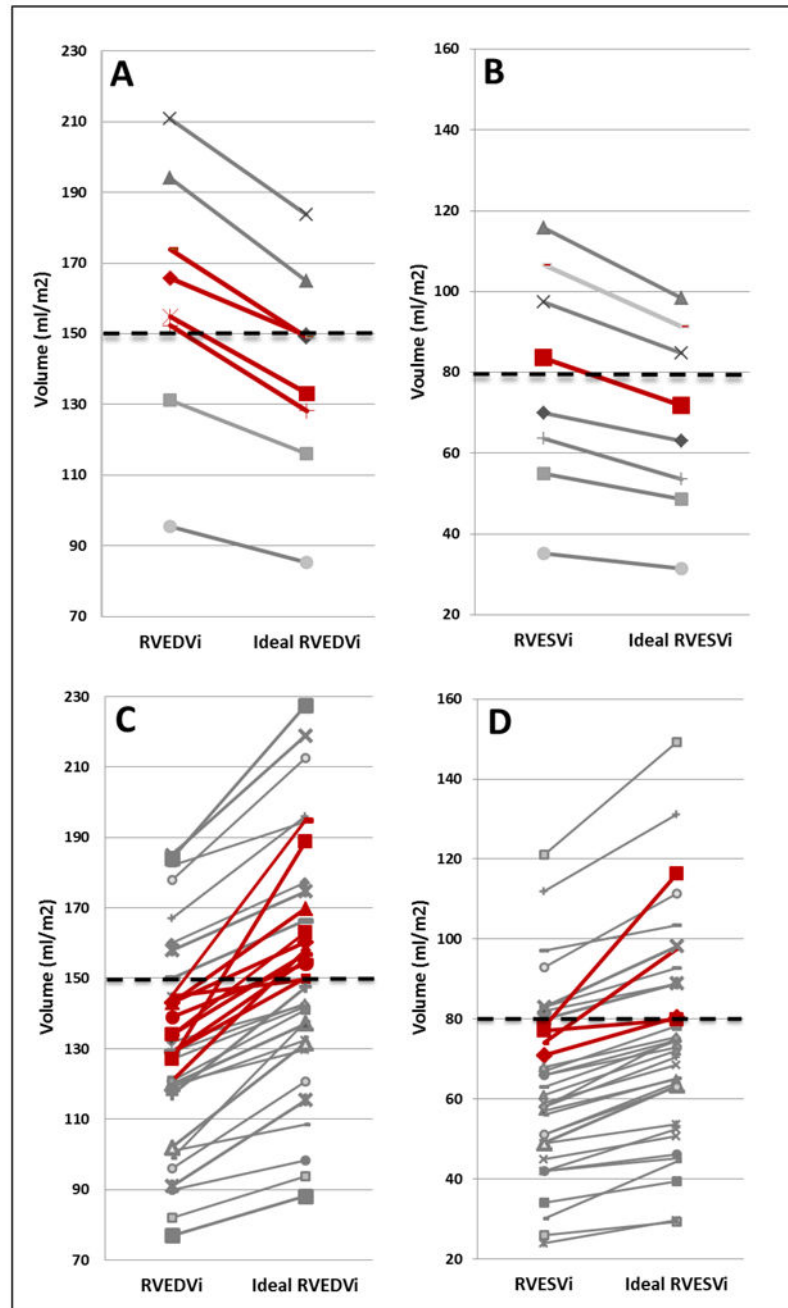 A
230
210
190
170
150
130
110
90
70
Volume (ml/m2)
RVEDVi
Ideal RVEDVi
B
160
140
120
100
80
60
40
20
Voulme (ml/m2)
RVESVi
Ideal RVESVi
C
230
210
190
170
150
130
110
90
70
Volume (ml/m2)
RVEDVi
Ideal RVEDVi
D
160
140
120
100
80
60
40
20
Volume (ml/m2)
RVESVi
Ideal RVESVi